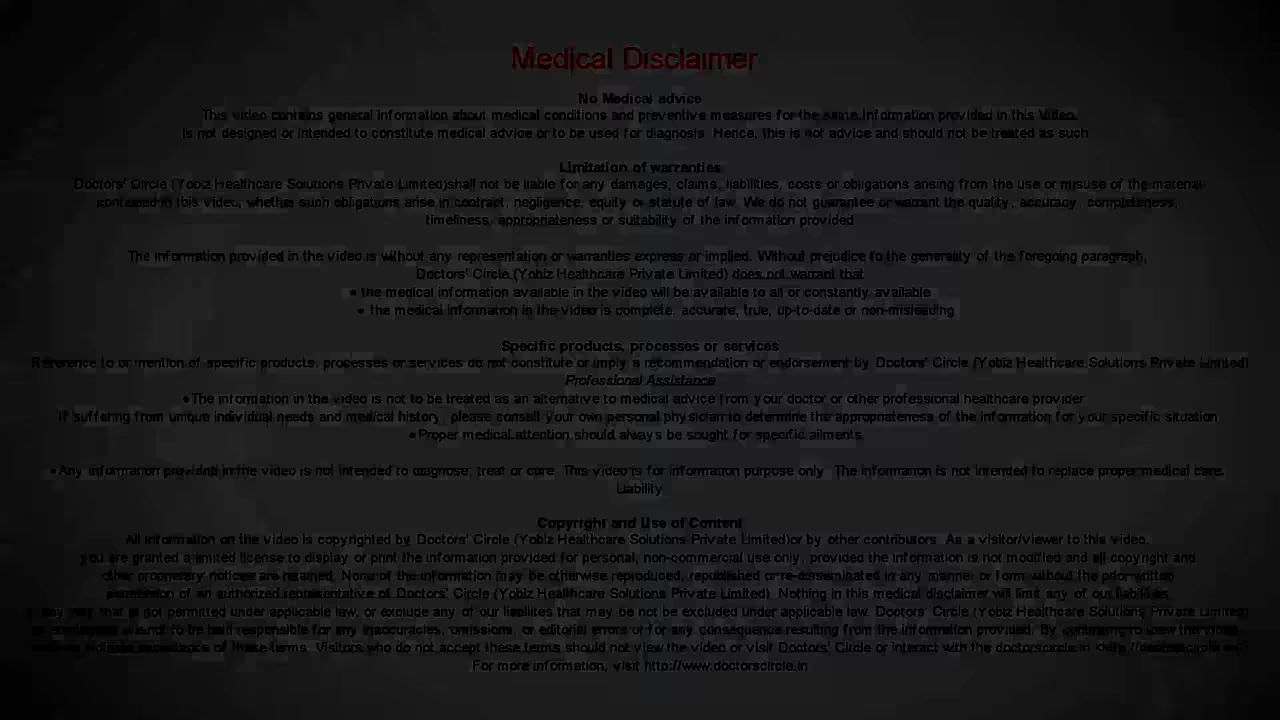 Medical Disclaimer
No Medical advice
This video contains general information about medical conditions and preventive measures for the same.Information provided in this Video.
Is not designed or intended to constitute medical advice or to be used for diagnosis. Hence, this is not advice and should not be treated as such
Limitation of warranties
Doctors' Circle (Yobiz Healthcare Solutions Private Limited)shall not be liable for any damages, claims, liabilities, costs or obligations arising from the use or misuse of the material
contained in this video, whether such obligations arise in contract, negligence, equity or statute of law. We do not guarantee or warrant the quality, accuracy, completeness,
timeliness, appropriateness or suitability of the information provided
The information provided in the video is without any representation or warranties express or implied. Without prejudice to the generality of the foregoing paragraph,
Doctors' Circle (Yobiz Healthcare Private Limited) does not warrant that
• the medical information available in the video will be available to all or constantly available
• the medical information in the video is complete, accurate, true, up-to-date or non-misleading
Specific products, processes or services
Reference to or mention of specific products, processes or services do not constitute or imply a recommendation or endorsement by Doctors' Circle (Yobiz Healthcare Solutions Private Limited)
Professional Assistance
•The information in the video is not to be treated as an alternative to medical advice from your doctor or other professional healthcare provider
If suffering from unique individual needs and medical history, please consult your own personal physician to determine the appropriateness of the information for your specific situation
•Proper medical attention should always be sought for specific ailments
•Any information provided in the video is not intended to diagnose, treat or cure. This video is for information purpose only. The information is not intended to replace proper medical care.
Liability
Copyright and Use of Content
All information on the video is copyrighted by Doctors' Circle (Yobiz Healthcare Solutions Private Limited)or by other contributors. As a visitor/viewer to this video,
you are granted a limited license to display or print the information provided for personal, non-commercial use only, provided the information is not modified and all copyright and
other proprietary notices are retained. None of the information may be otherwise reproduced, republished or re-disseminated in any manner or form without the prior written
permission of an authorized representative of Doctors' Circle (Yobiz Healthcare Solutions Private Limited). Nothing in this medical disclaimer will limit any of our liabilities
way that is not permitted under applicable law, or exclude any of our liabilites that may be not be excluded under applicable law. Doctors' Circle (Yobiz Healthcare Solutions Private Limited)
not to be held responsible for any inaccuracies, omissions, or editorial errors or for any consequence resulting from the information provided. By continuing to view the video
acceptance of these terms. Visitors who do not accept these terms should not view the video or visit Doctors' Circle or interact with the doctorscircle.in
For more information, visit http://www.doctorscircle.in